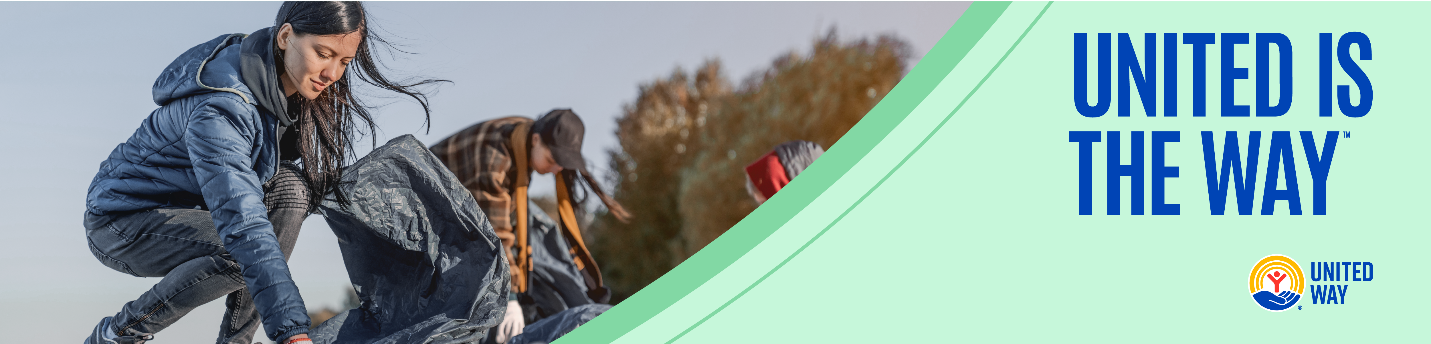 UNITED IS
THE WAY™
UNITED
WAY